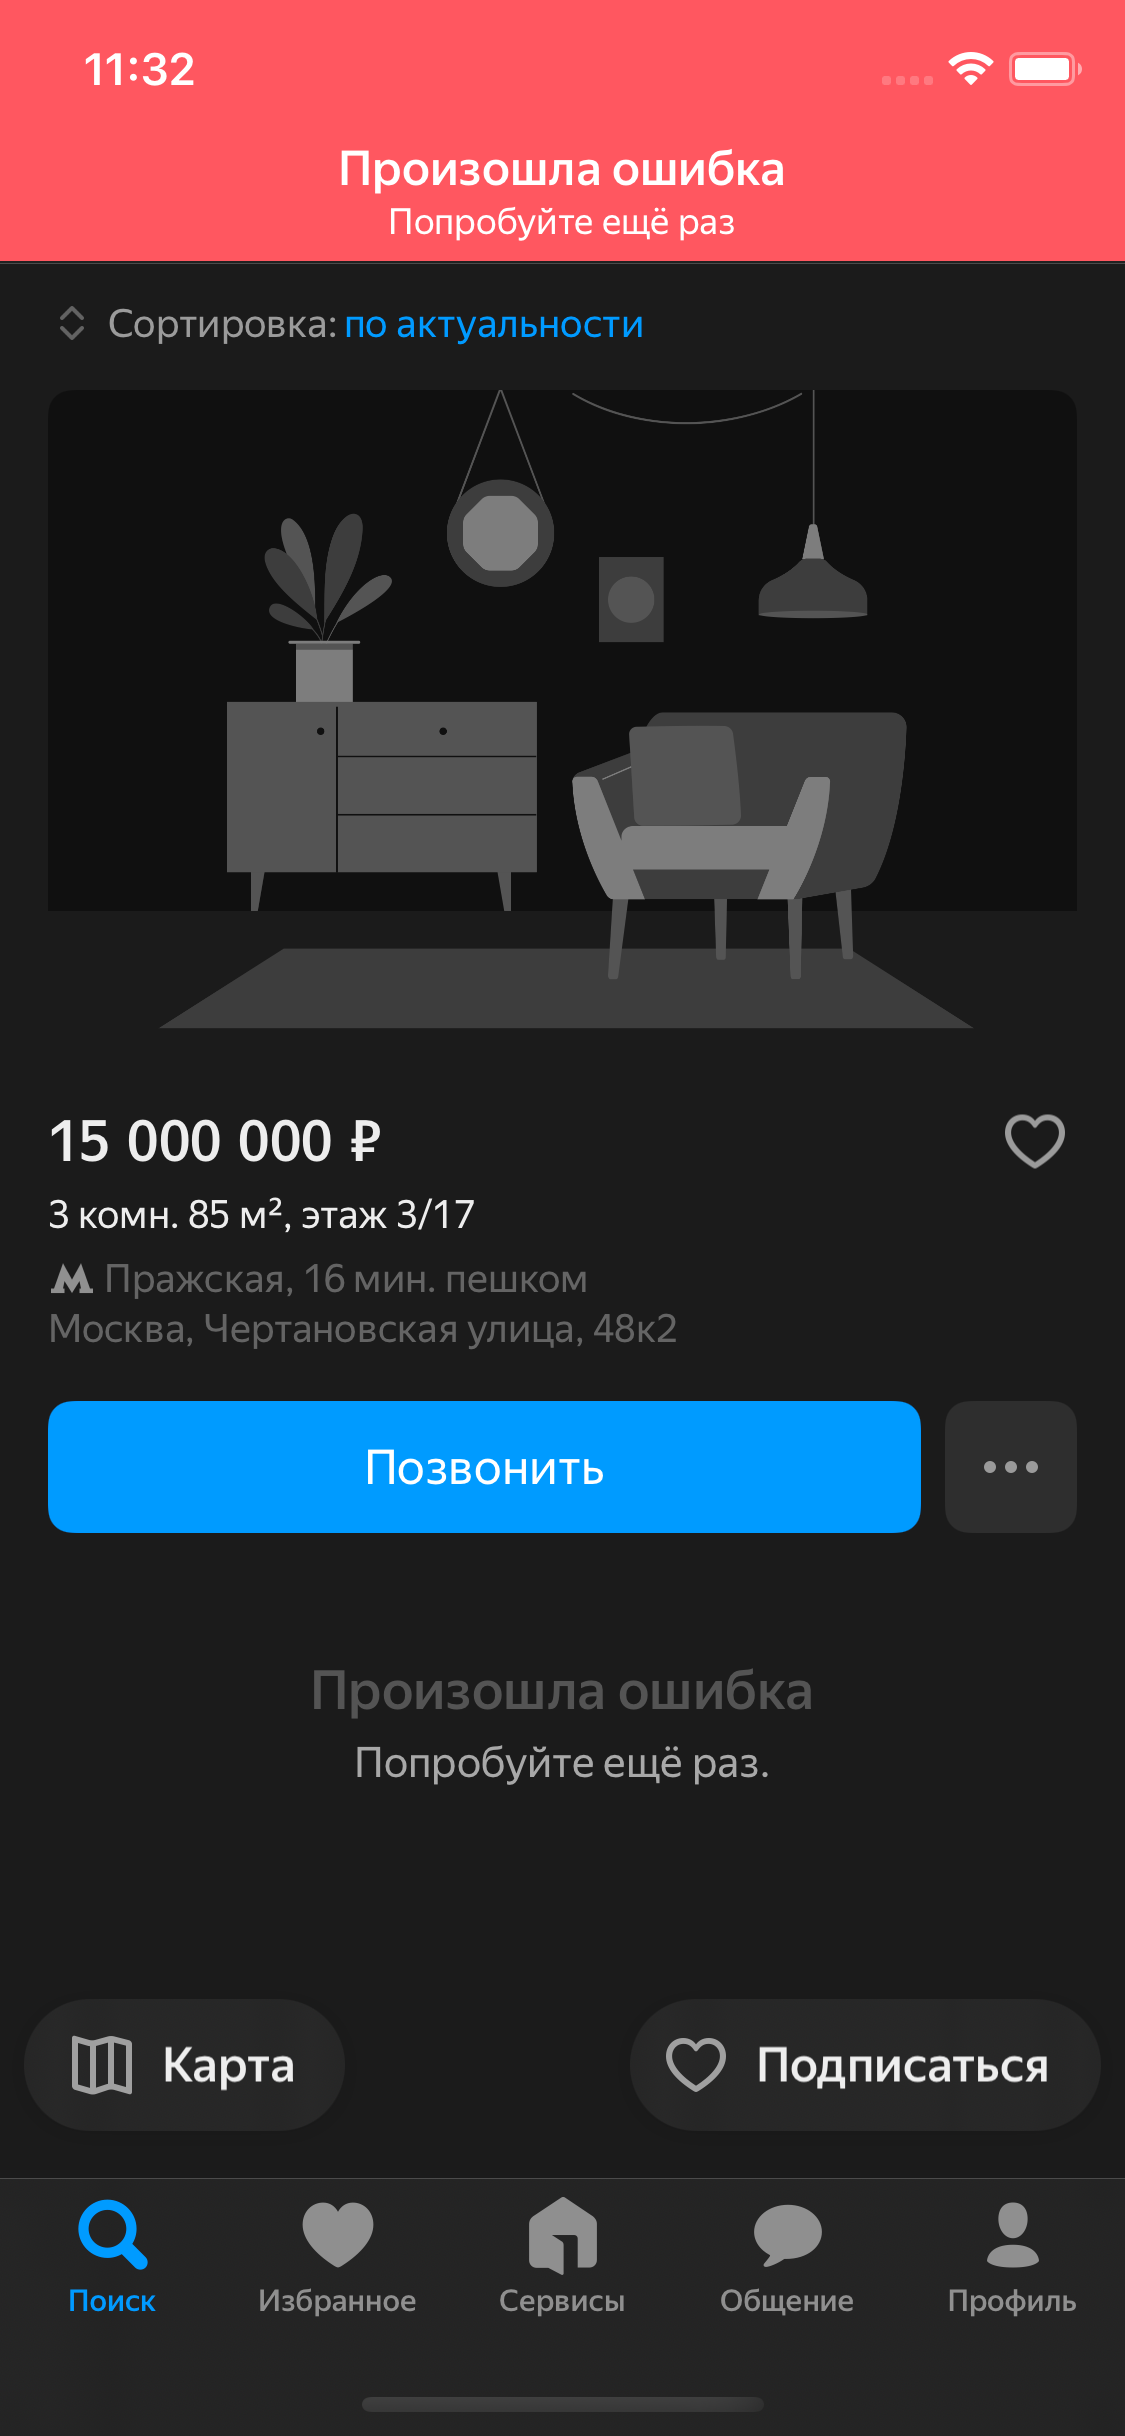 11:32
Произошла ошибка
Попробуйте ещё раз
Сортировка: по актуальности
15 000 000 ₽
3 комн. 85 м², этаж 3/17
Пражская, 16 мин. пешком
Москва, Чертановская улица, 48к2
Позвонить
Произошла ошибка
Попробуйте ещё раз.
Карта
Подписаться
Поиск
Избранное
Сервисы
Общение
Профиль